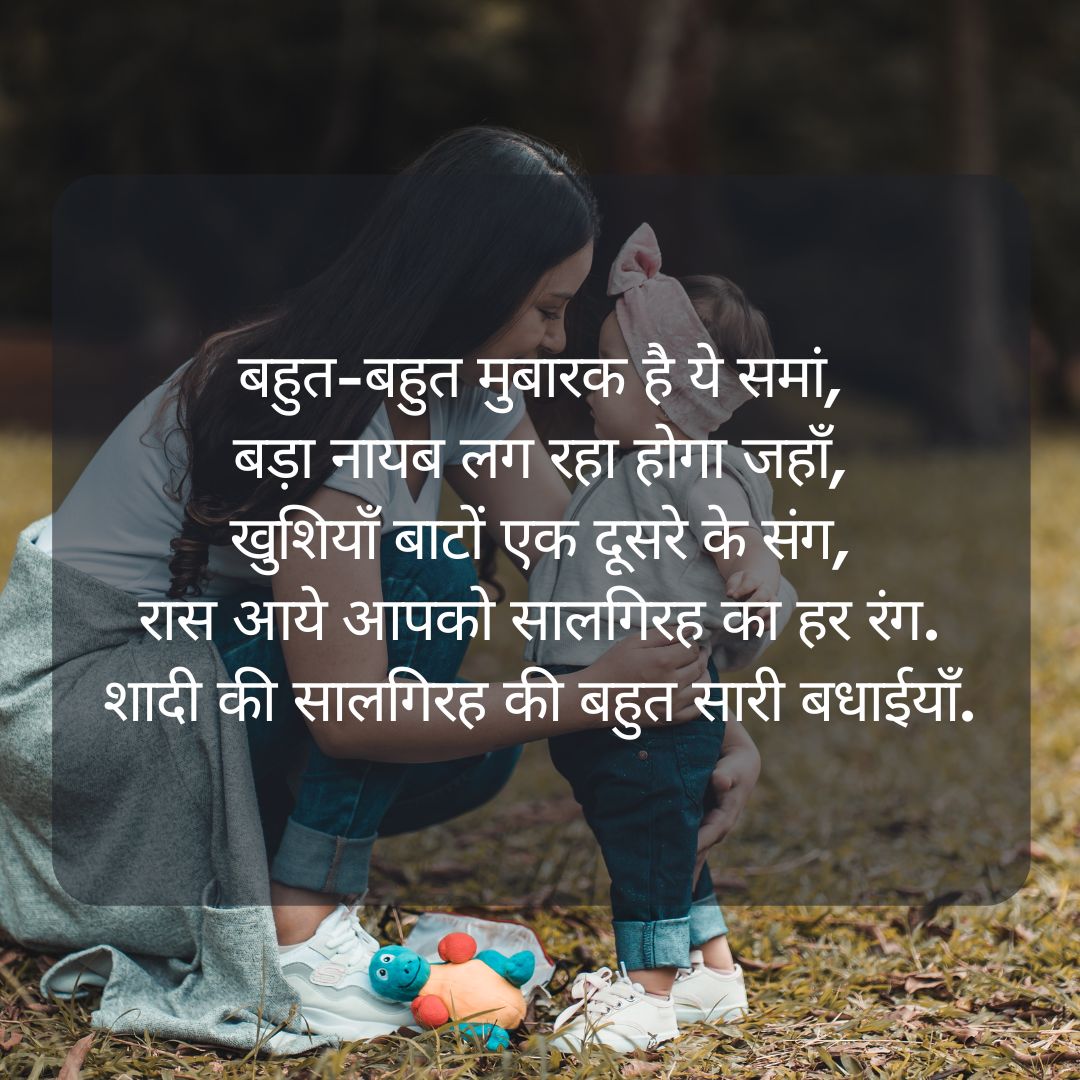 बहुत-बहुत मुबारक है ये समां,
बड़ा नायब लग रहा होगा जहाँ,
खुशियाँ बाटों एक दूसरे के संग,
रास आये आपको सालगिरह का हर रंग.
शादी की सालगिरह की बहुत सारी बधाईयाँ.